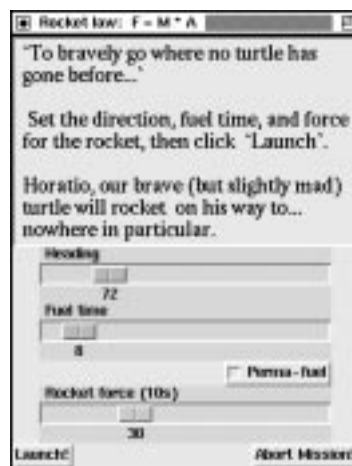 Rocket law: F = M * A
"To bravely go where no turtle has
gone before..."
Set the direction, fuel time, and force
for the rocket, then click "Launch".
Horatio, our brave (but slightly mad)
turtle will rocket on his way to...
nowhere in particular.
Heading
72
Fuel time
8
Perma-fuel
Rocket force (10s)
30
Launch!
Abort Mission!